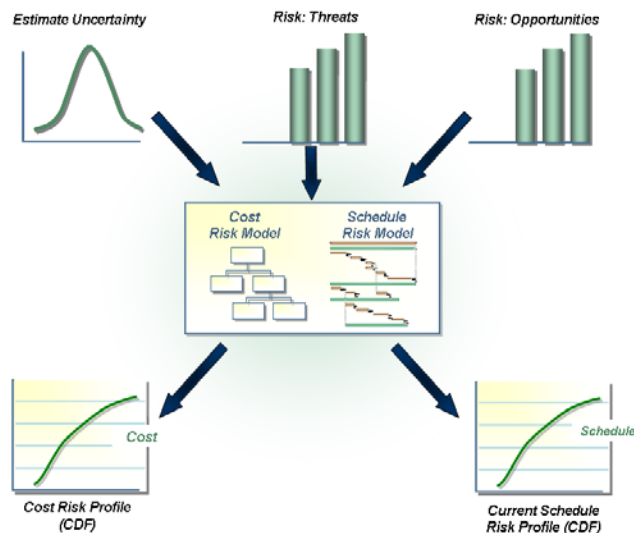 Estimate Uncertainty
Risk: Threats
Risk: Opportunities
Cost
Risk Model
Schedule
Risk Model
Cost
Cost Risk Profile
(CDF)
Schedule
Current Schedule
Risk Profile (CDF)